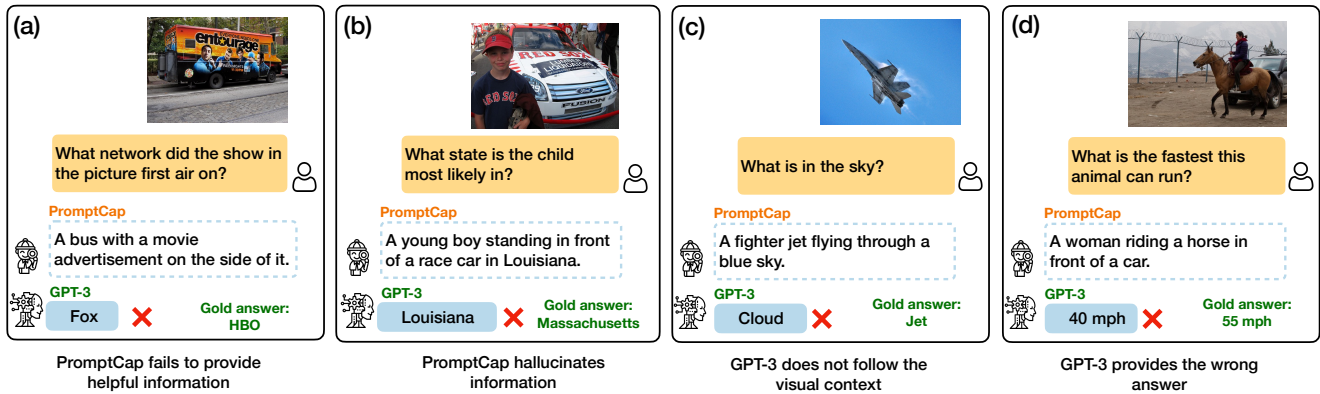 (a)
entourage
What network did the show in
the picture first air on?
PromptCap
A bus with a movie
advertisement on the side of it.
GPT-3
Fox
Gold answer:
HBO
PromptCap fails to provide
helpful information
(b)
RED SOX
LUMBER
LIQUIDATORS
Ford
FUSION
RED SOX
What state is the child
most likely in?
PromptCap
A young boy standing in front
of a race car in Louisiana.
GPT-3
Louisiana
Gold answer:
Massachusetts
PromptCap hallucinates
information
(c)
What is in the sky?
PromptCap
A fighter jet flying through a
blue sky.
GPT-3
Cloud
Gold answer:
Jet
GPT-3 does not follow the
visual context
(d)
What is the fastest this
animal can run?
PromptCap
A woman riding a horse in
front of a car.
GPT-3
40 mph
Gold answer:
55 mph
GPT-3 provides the wrong
answer